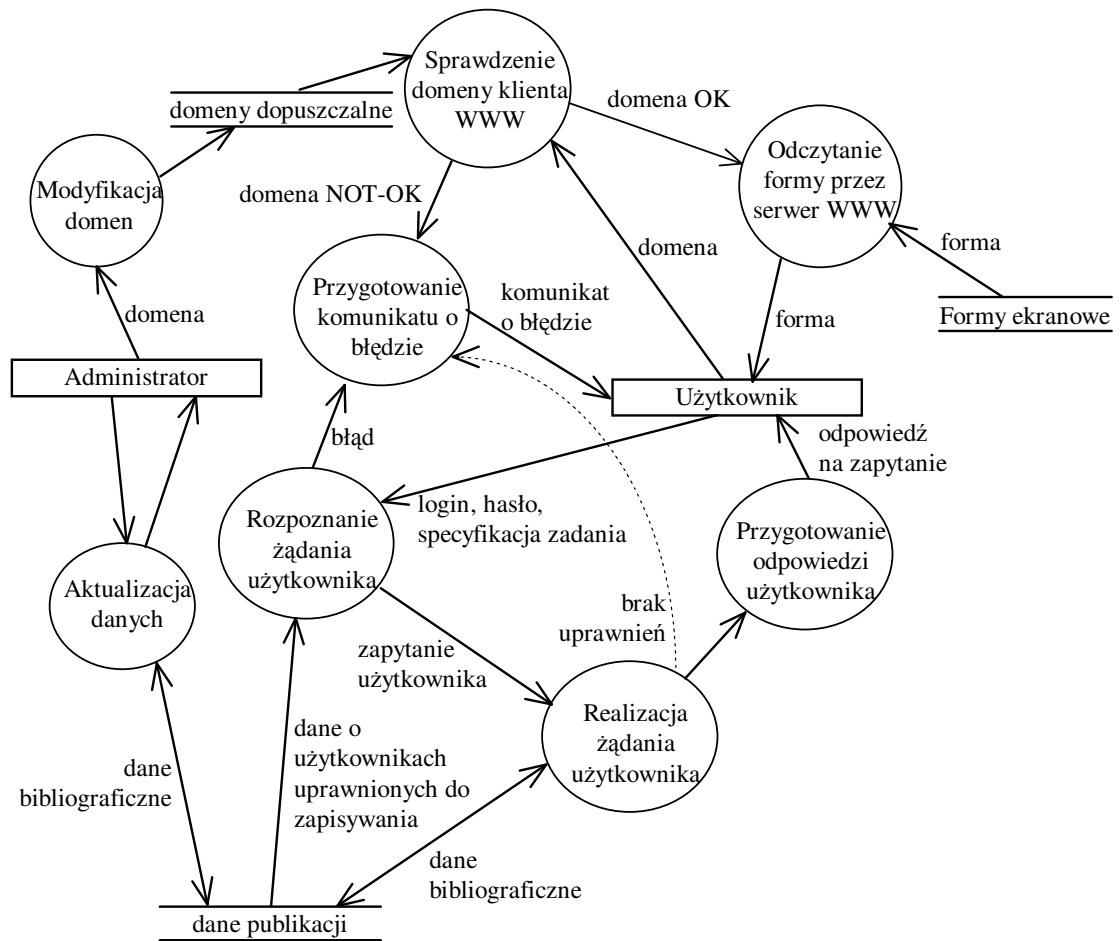 Sprawdzenie
domeny klienta
WWW
domeny dopuszczalne
domena OK
Odczytanie
formy przez
serwer WWW
Modyfikacja
domen
domena NOT-OK
domena
forma
Przygotowanie
komunikatu o
błędzie
komunikat
o błędzie
forma
Formy ekranowe
domena
Administrator
Użytkownik
błąd
odpowiedź
na zapytanie
Rozpoznanie
żądania
użytkownika
login, hasło,
specyfikacja zadania
Przygotowanie
odpowiedzi
użytkownika
Aktualizacja
danych
brak
uprawnień
zapytanie
użytkownika
Realizacja
żądania
użytkownika
dane o
użytkownikach
uprawnionych do
zapisywania
dane
bibliograficzne
dane
bibliograficzne
dane publikacji